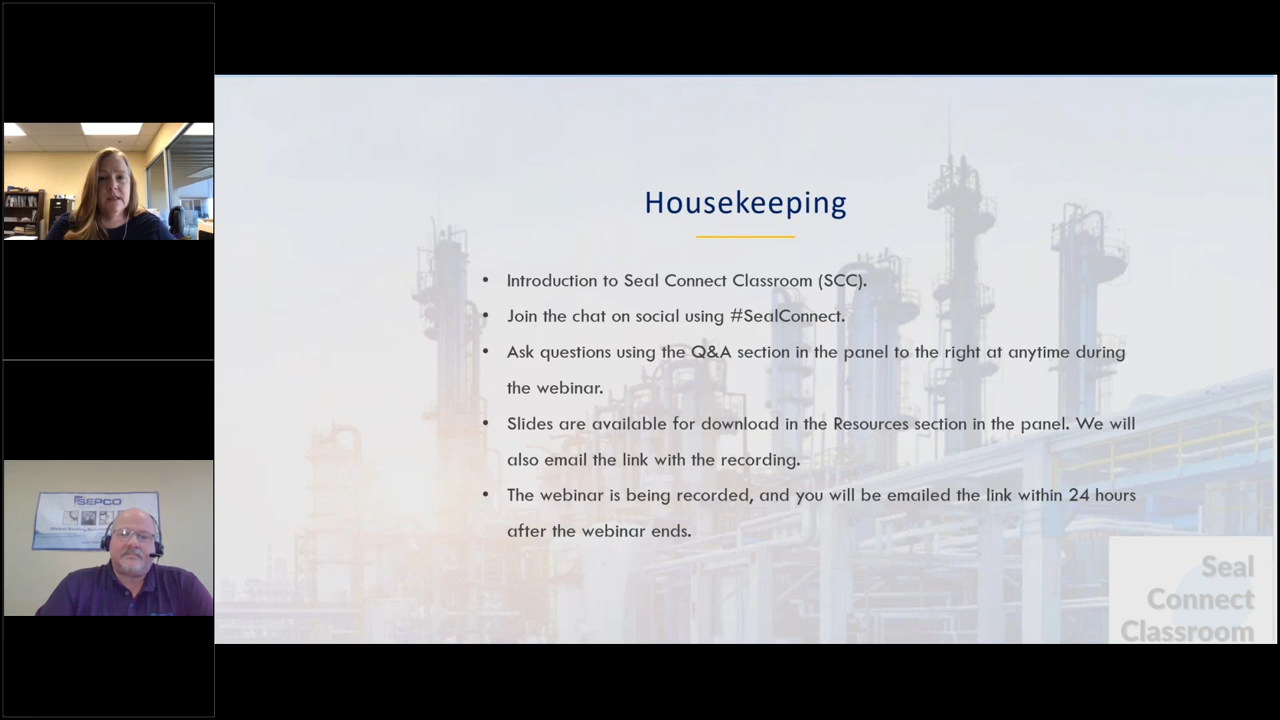 Housekeeping
• Introduction to Seal Connect Classroom (SCC).
• Join the chat on social using #SealConnect.
• Ask questions using the Q&A section in the panel to the right at anytime during
the webinar.
• Slides are available for download in the Resources section in the panel. We will
also email the link with the recording.
• The webinar is being recorded, and you will be emailed the link within 24 hours
after the webinar ends.
Seal
Connect
Classroom
SEPCO